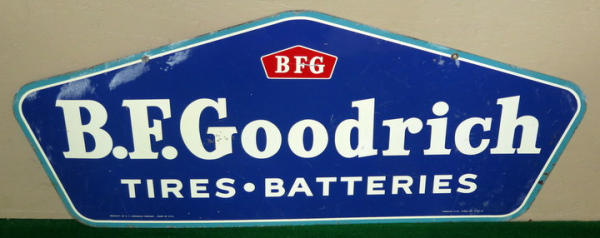 BFG
B.F.Goodrich
TIRES • BATTERIES